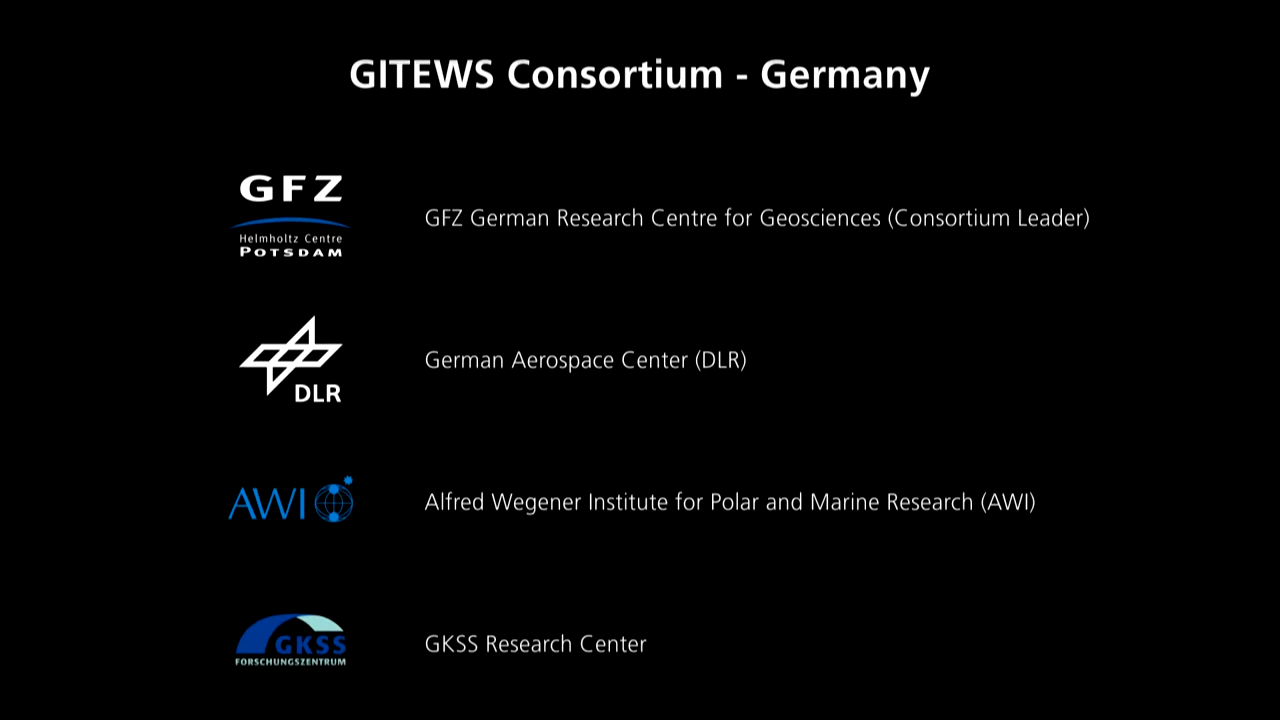 GITEWS Consortium - Germany
GFZ
Helmholtz Centre
POTSDAM
GFZ German Research Centre for Geosciences (Consortium Leader)
DLR
German Aerospace Center (DLR)
AWI
Alfred Wegener Institute for Polar and Marine Research (AWI)
GKSS
FORSCHUNGSZENTRUM
GKSS Research Center